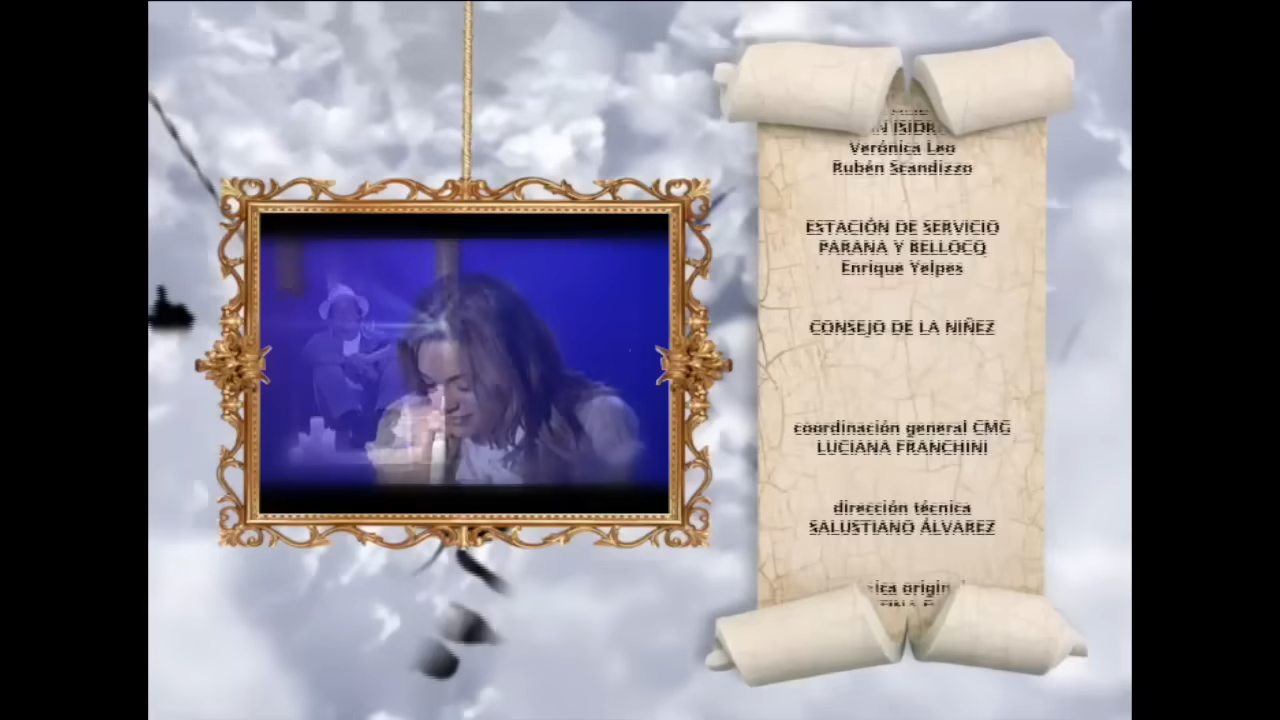 Verónica Leo
Rubén Scandizzo
ESTACIÓN DE SERVICIO
PARANA Y BELLOCQ
Enrique Yelpes
CONSEJO DE LA NIÑEZ
coordinación general CMG
LUCIANA FRANCHINI
dirección técnica
SALUSTIANO ÁLVAREZ